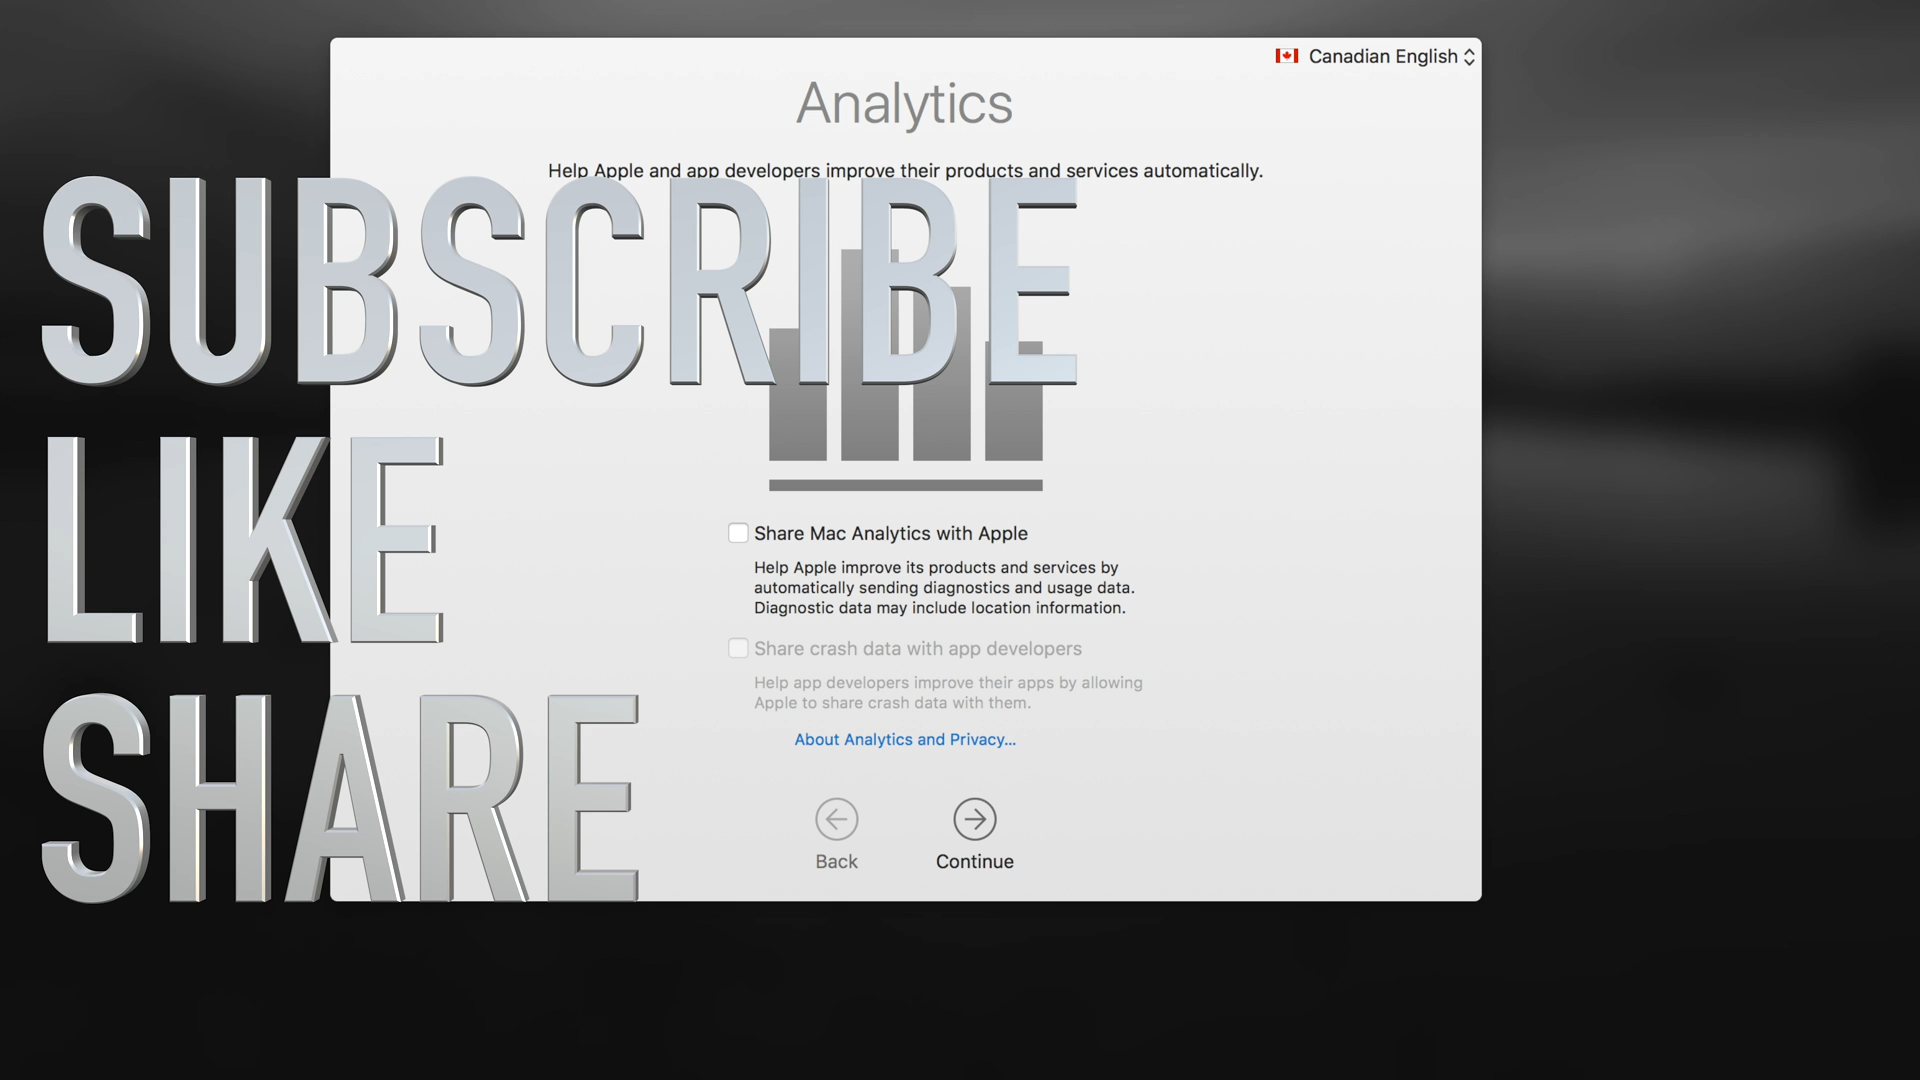 Canadian English
Analytics
Help Apple and app developers improve their products and services automatically.
SUBSCRIBE
LIKE
SHARE
Share Mac Analytics with Apple
Help Apple improve its products and services by
automatically sending diagnostics and usage data.
Diagnostic data may include location information.
Share crash data with app developers
Help app developers improve their apps by allowing
Apple to share crash data with them.
About Analytics and Privacy...
Back
Continue